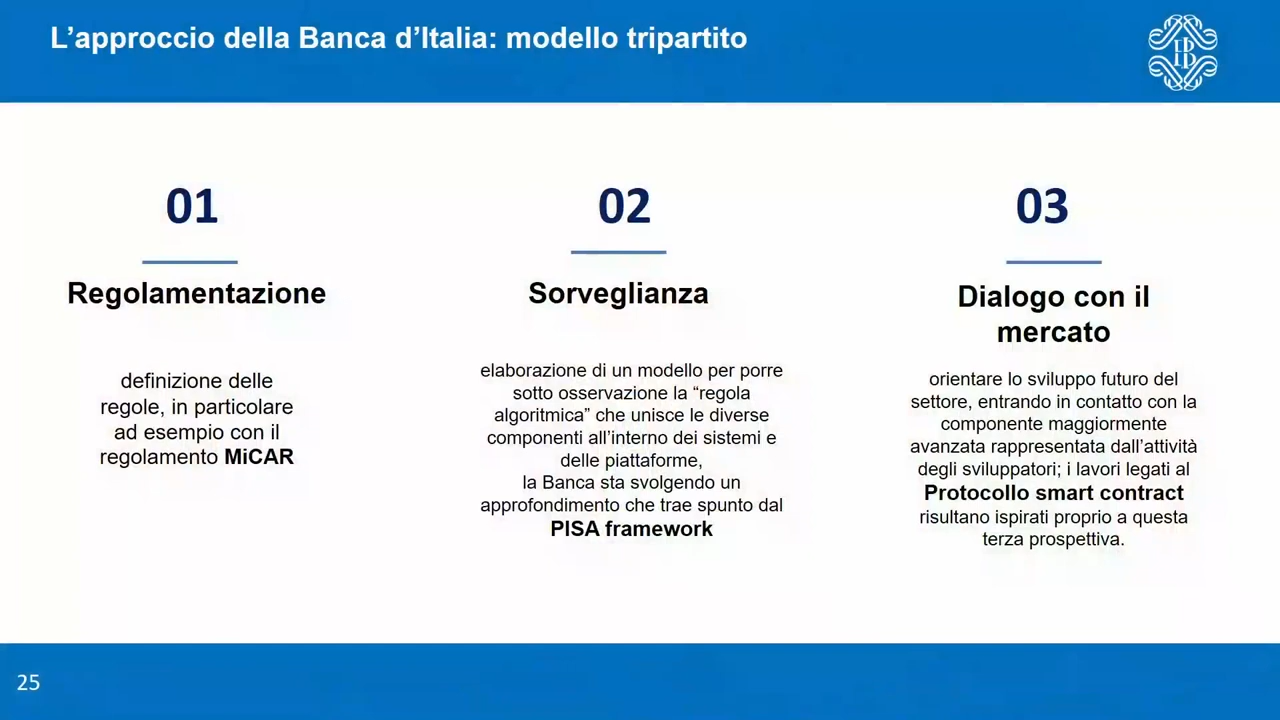 L’approccio della Banca d’Italia: modello tripartito
01
Regolamentazione
definizione delle
regole, in particolare
ad esempio con il
regolamento MiCAR
02
Sorveglianza
elaborazione di un modello per porre
sotto osservazione la “regola
algoritmica” che unisce le diverse
componenti all’interno dei sistemi e
delle piattaforme,
la Banca sta svolgendo un
approfondimento che trae spunto dal
PISA framework
03
Dialogo con il
mercato
orientare lo sviluppo futuro del
settore, entrando in contatto con la
componente maggiormente
avanzata rappresentata dall’attività
degli sviluppatori; i lavori legati al
Protocollo smart contract
risultano ispirati proprio a questa
terza prospettiva.
25